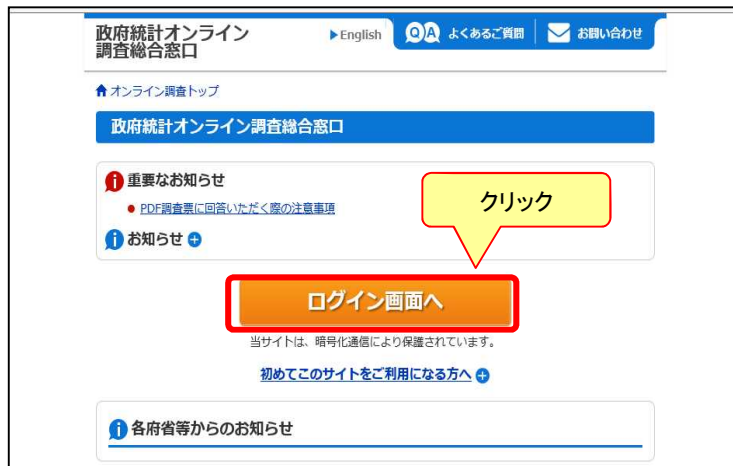 政府統計オンライン
調査総合窓口
▶English
QA よくあるご質問
お問い合わせ
オンライン調査トップ
政府統計オンライン調査総合窓口
重要なお知らせ
● PDF調査票に回答いただく際の注意事項
お知らせ
クリック
ログイン画面へ
当サイトは、暗号化通信により保護されています。
初めてこのサイトをご利用になる方へ
各府省等からのお知らせ